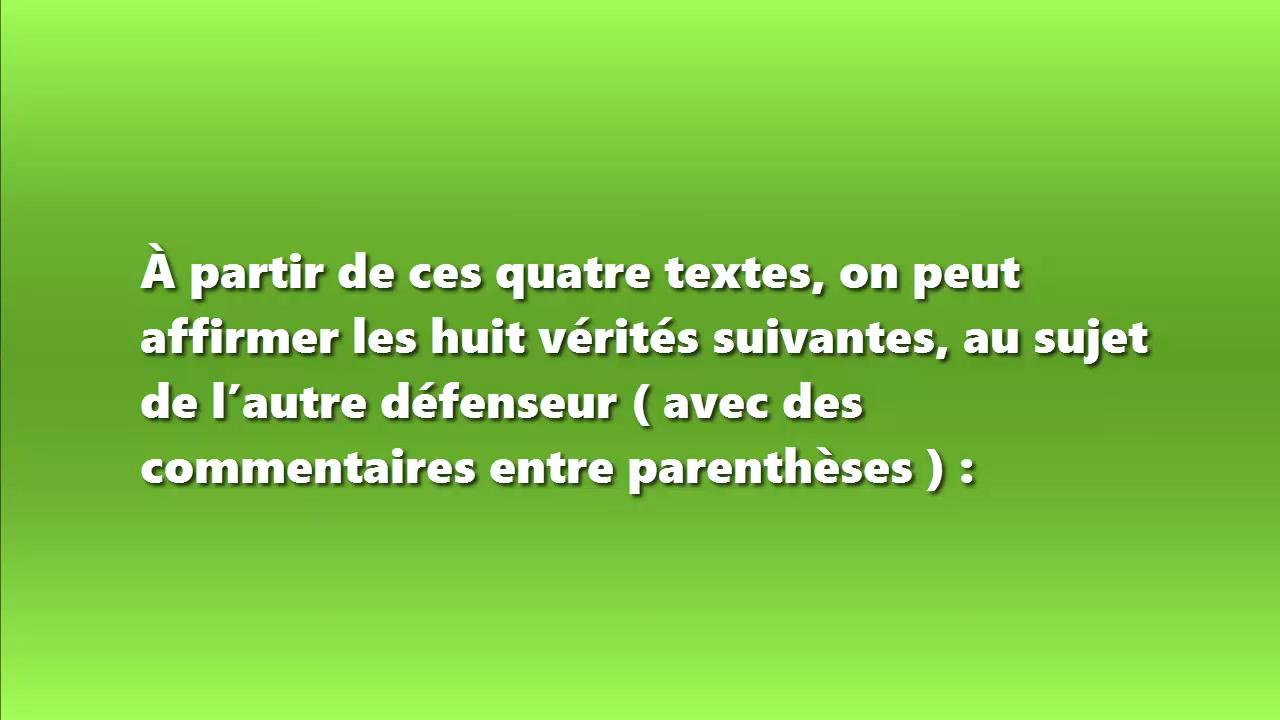 À partir de ces quatre textes, on peut
affirmer les huit vérités suivantes, au sujet
de l’autre défenseur ( avec des
commentaires entre parenthèses ) :